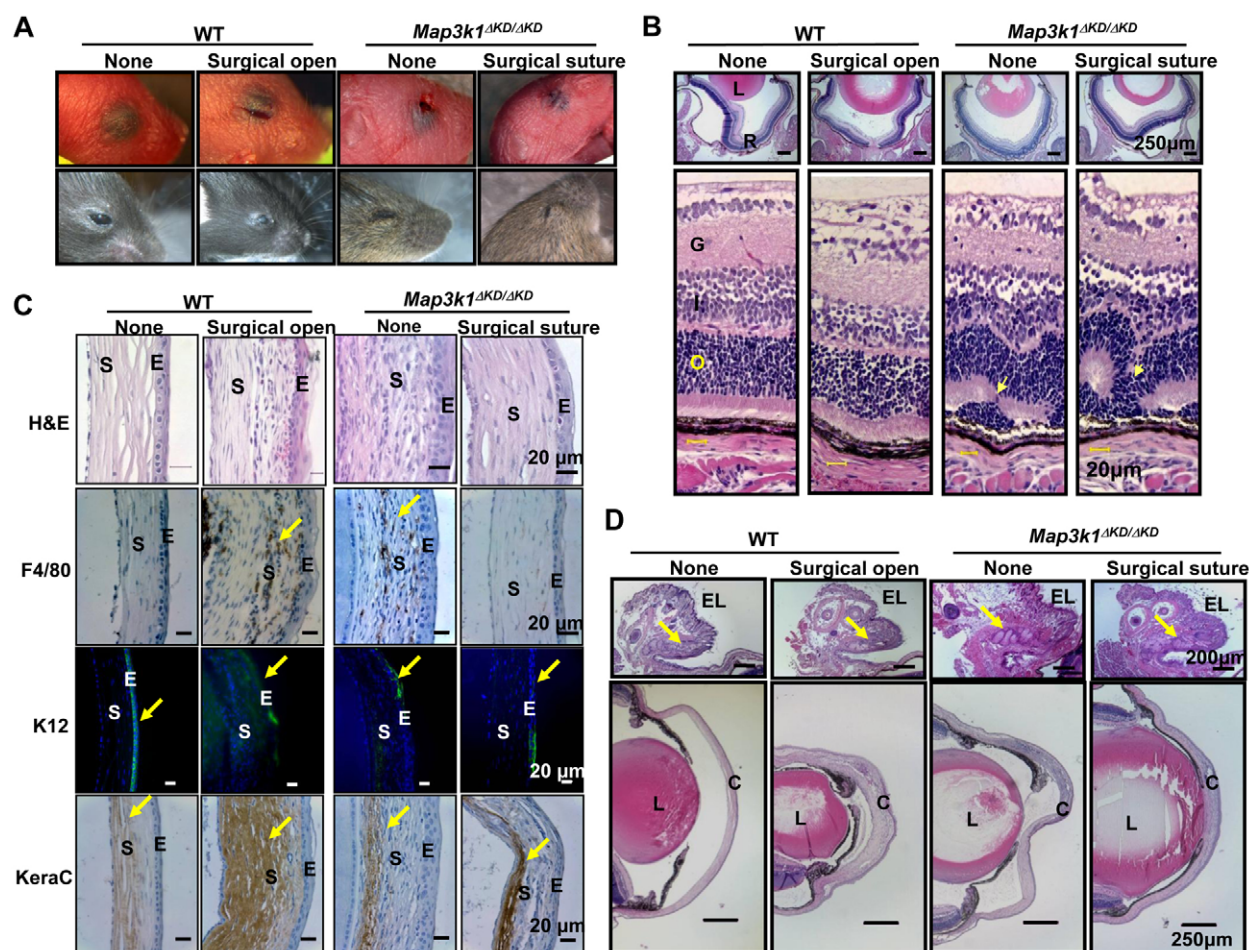 A
WT
Map3k1ΔKD/ΔKD
None
Surgical open
None
Surgical suture
B
WT
Map3k1ΔKD/ΔKD
None
Surgical open
None
Surgical suture
L
R
250µm
G
I
O
20µm
C
WT
Map3k1ΔKD/ΔKD
None
Surgical open
None
Surgical suture
H&E
S E
S E
S E
S E
20 µm
F4/80
S E
S E
S E
S E
20 µm
K12
E S
E S
E S
E S
20 µm
KeraC
S E
S E
S E
S E
20 µm
D
WT
Map3k1ΔKD/ΔKD
None
Surgical open
None
Surgical suture
EL
EL
EL
EL
200µm
L C
L C
L C
L C
250µm